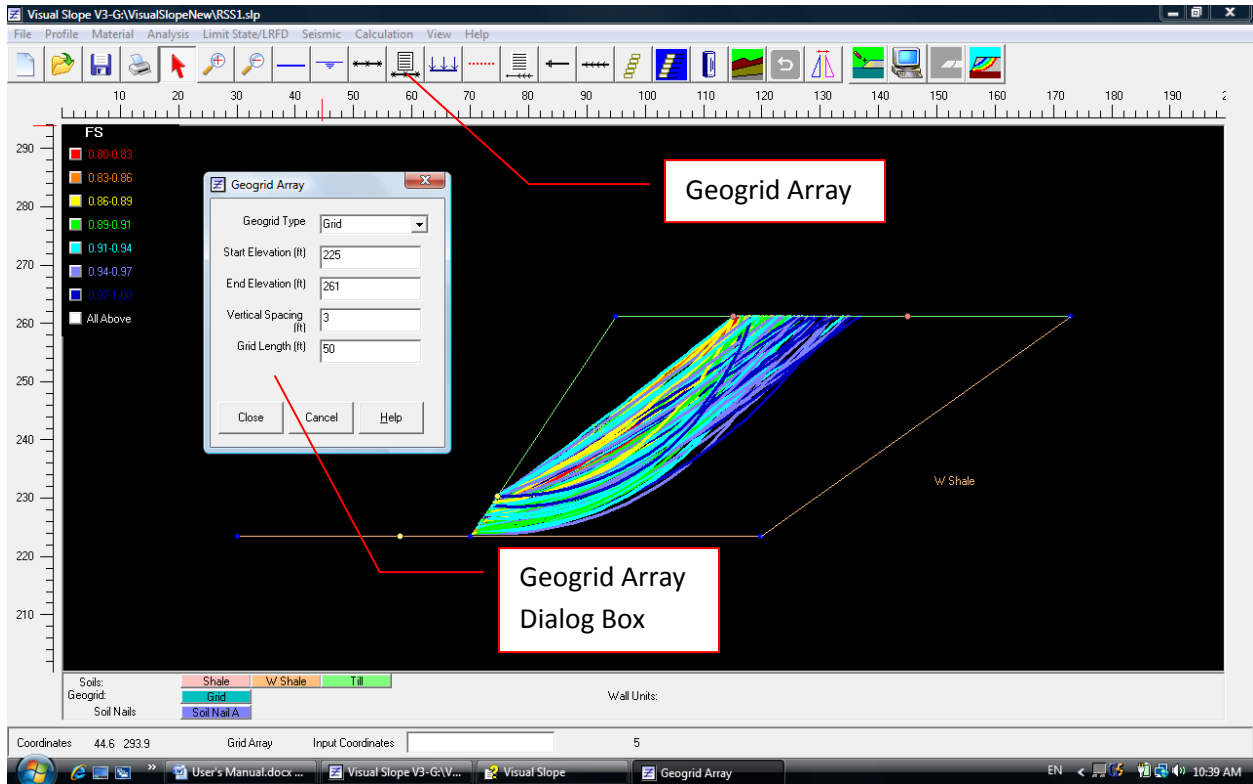 Visual Slope V3-G:\VisualSlopeNew\RSS1.slp
File Profile Material Analysis Limit State/LRFD Seismic Calculation View Help
10 20 30 40 50 60 70 80 90 100 110 120 130 140 150 160 170 180 190
FS
290
280
270
260
250
240
230
220
210
0.80-0.83
0.83-0.86
0.86-0.89
0.89-0.91
0.91-0.94
0.94-0.97
0.97-1.00
All Above
Geogrid Array
Geogrid Type Grid
Start Elevation (ft) 225
End Elevation (ft) 261
Vertical Spacing (ft) 3
Grid Length (ft) 50
Close Cancel Help
Geogrid Array
W Shale
Geogrid Array
Dialog Box
Soils: Shale W Shale Till
Geogrid: Grid
Soil Nails Soil Nail A
Wall Units:
Coordinates 44.6 293.9 Grid Array Input Coordinates 5
User's Manual.docx ... Visual Slope V3-G:\V... Visual Slope Geogrid Array EN 10:39 AM